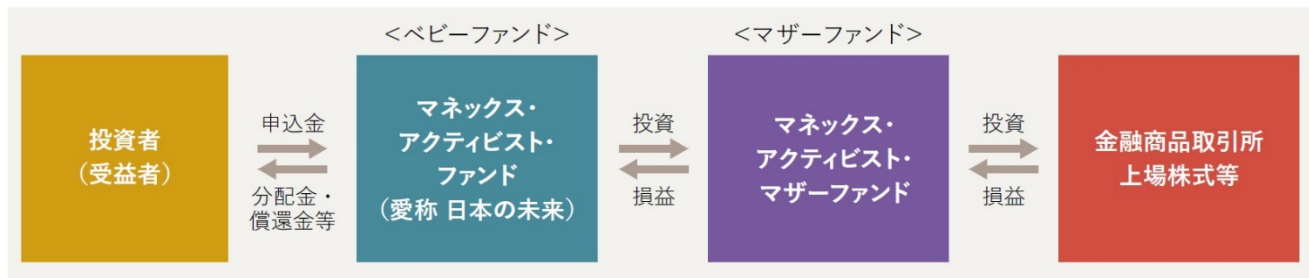 <ベビーファンド>
<マザーファンド>
投資者
（受益者）
申込金
分配金・
償還金等
マネックス・
アクティビスト・
ファンド
（愛称 日本の未来）
投資
損益
マネックス・
アクティビスト・
マザーファンド
投資
損益
金融商品取引所
上場株式等